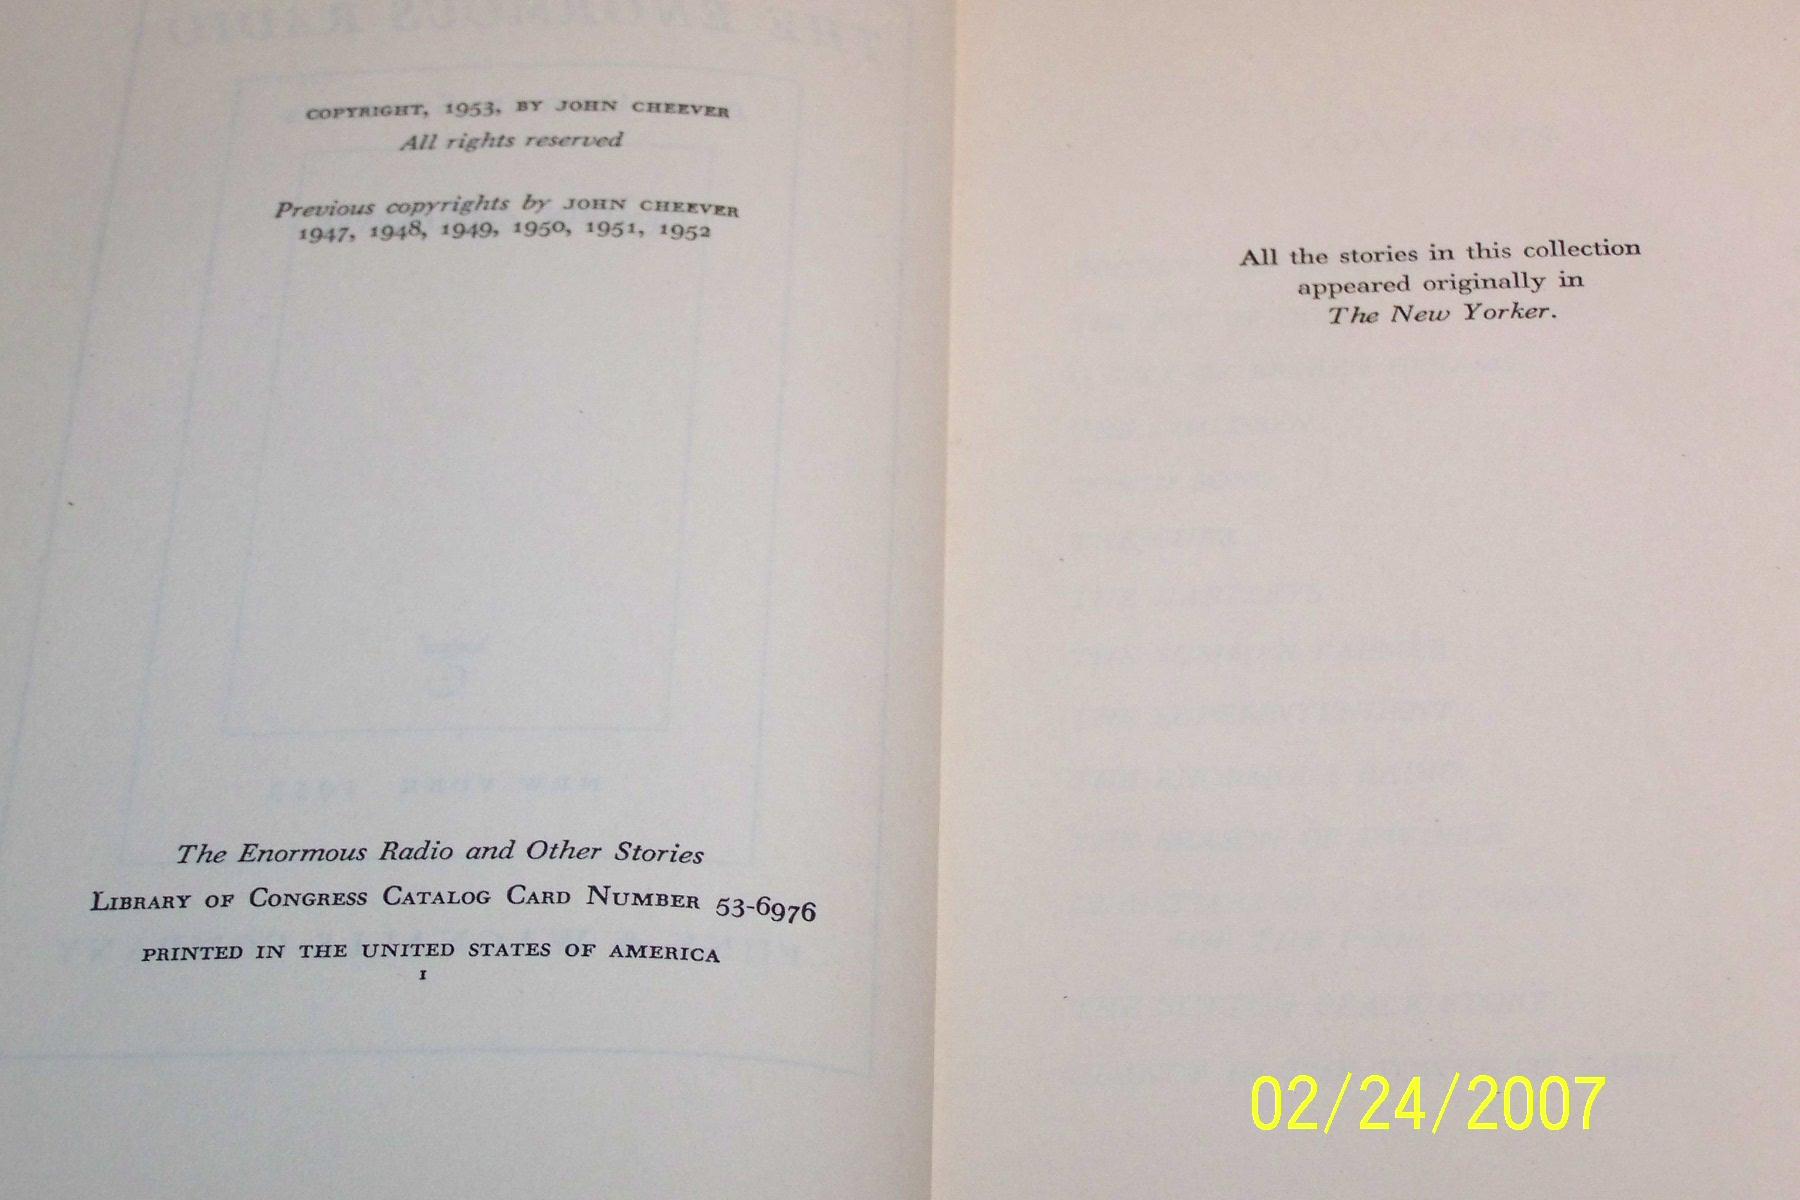 COPYRIGHT, 1953, BY JOHN CHEEVER
All rights reserved
Previous copyrights by JOHN CHEEVER
1947, 1948, 1949, 1950, 1951, 1952
The Enormous Radio and Other Stories
LIBRARY OF CONGRESS CATALOG CARD NUMBER 53-6976
PRINTED IN THE UNITED STATES OF AMERICA
I
All the stories in this collection
appeared originally in
The New Yorker.
02/24/2007